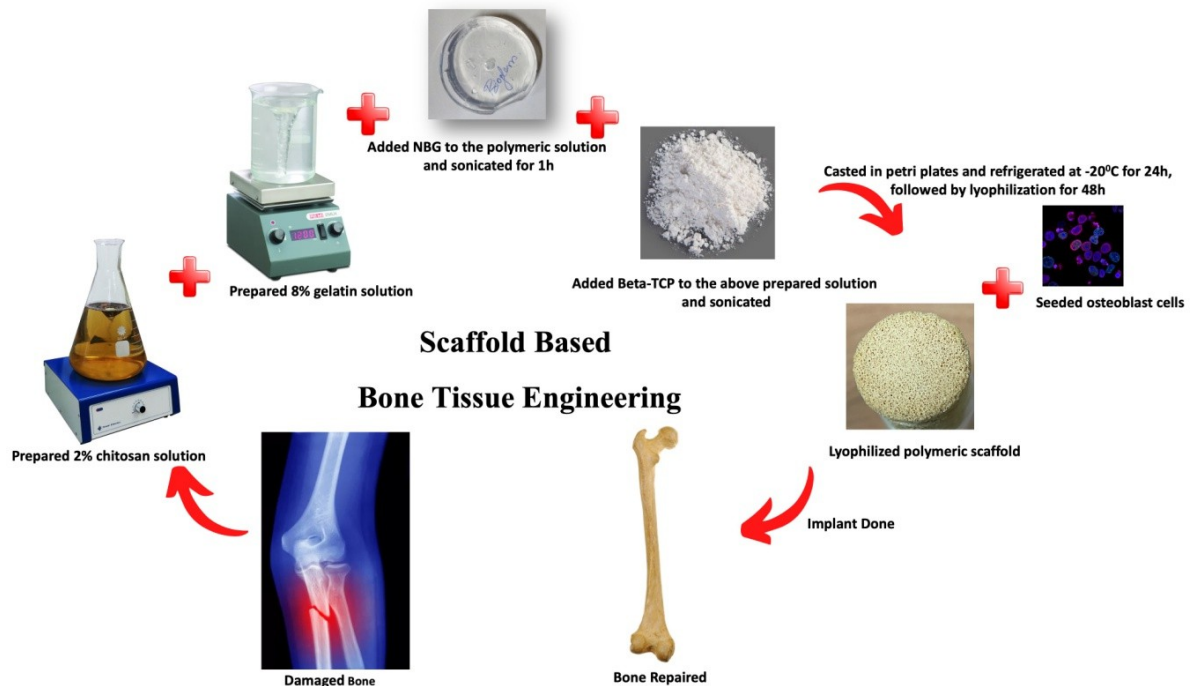 Added NBG to the polymeric solution
and sonicated for 1h
Casted in petri plates and refrigerated at -20⁰C for 24h,
followed by lyophilization for 48h
Prepared 8% gelatin solution
Added Beta-TCP to the above prepared solution
and sonicated
Seeded osteoblast cells
Scaffold Based
Bone Tissue Engineering
Prepared 2% chitosan solution
Lyophilized polymeric scaffold
Implant Done
Damaged Bone
Bone Repaired